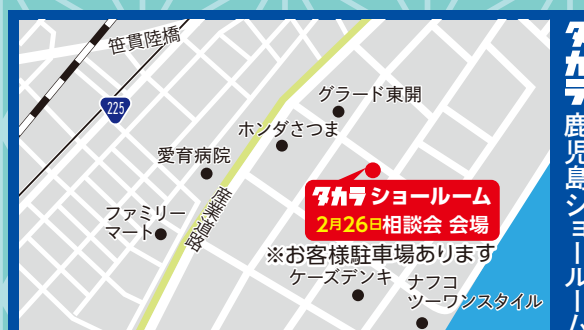 笹貫陸橋
225
グラード東開
ホンダさつま
愛育病院
産業道路
ファミリー
マート
タカラ ショールーム
2月26日相談会 会場
※お客様駐車場あります
ケーズデンキ
ナフコ
ツーワンスタイル
タカラ 鹿児島ショールーム